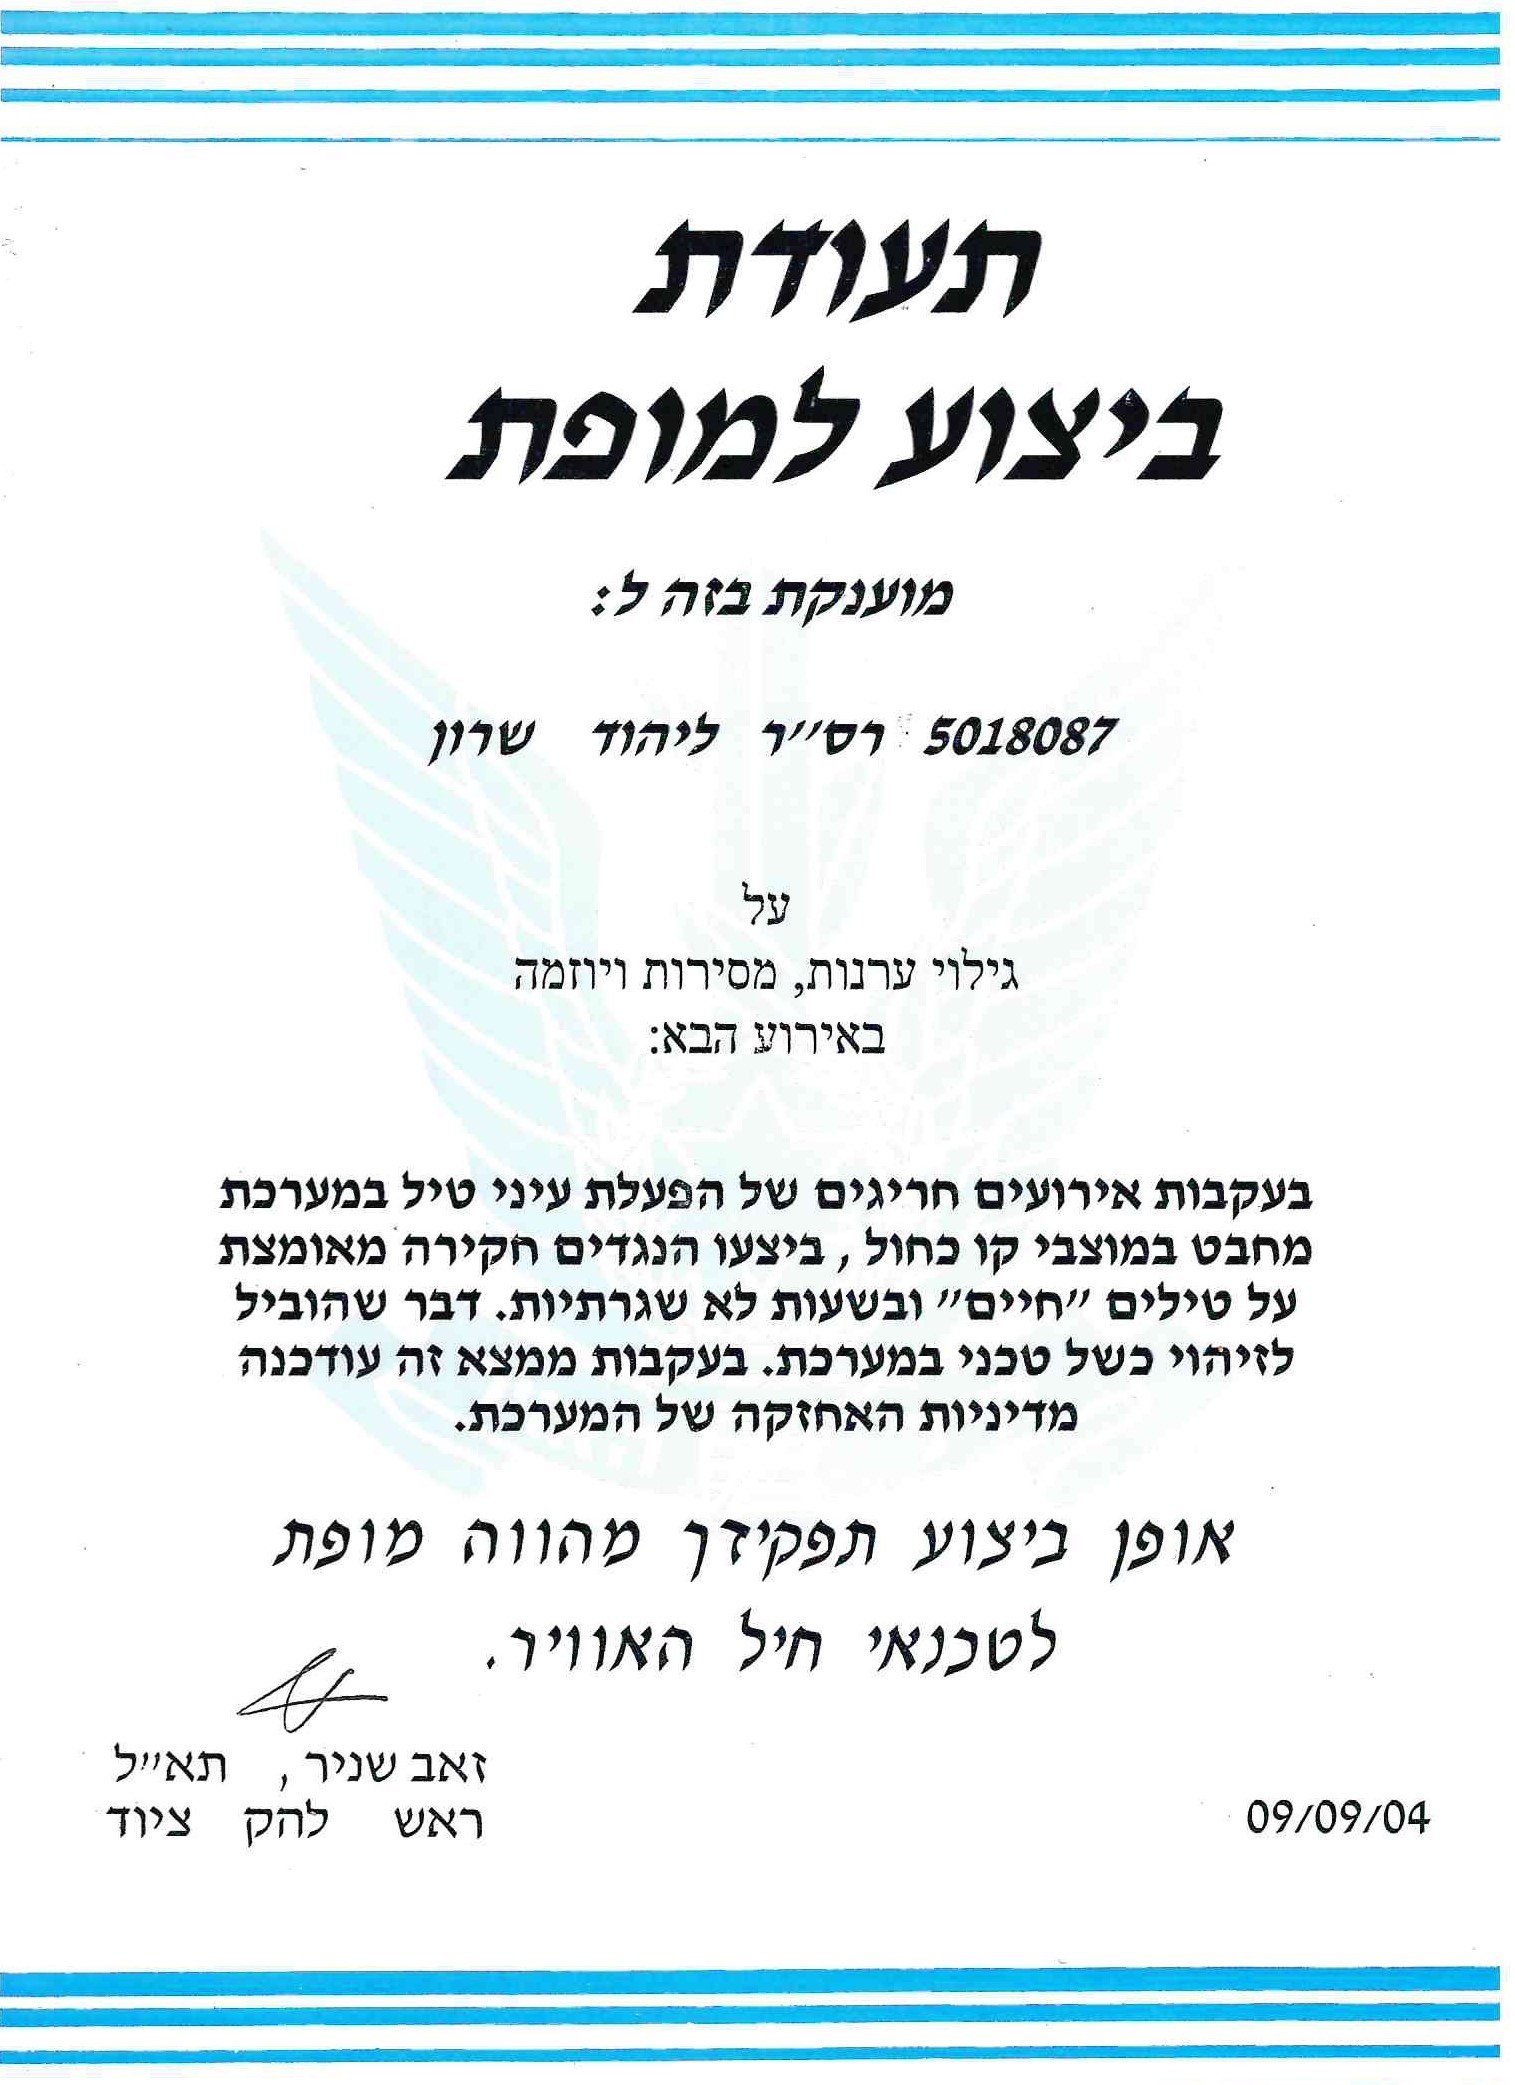 תעודת
ביצוע למופת
מוענקת בזה ל:
5018087 רס״ר ליהוד שרון
על
גילוי ערנות, מסירות ויוזמה
באירוע הבא:
בעקבות אירועים חריגים של הפעלת עיני טיל במערכת
מחבט במוצבי קו כחול, ביצעו הנגדים חקירה מאומצת
על טילים ״חיים״ ובשעות לא שגרתיות. דבר שהוביל
לזיהוי כשל טכני במערכת. בעקבות ממצא זה עודכנה
מדיניות האחזקה של המערכת.
אופן ביצוע תפקידך מהווה מופת
לטכנאי חיל האוויר.
זאב שניר, תא״ל
ראש להק ציוד
09/09/04